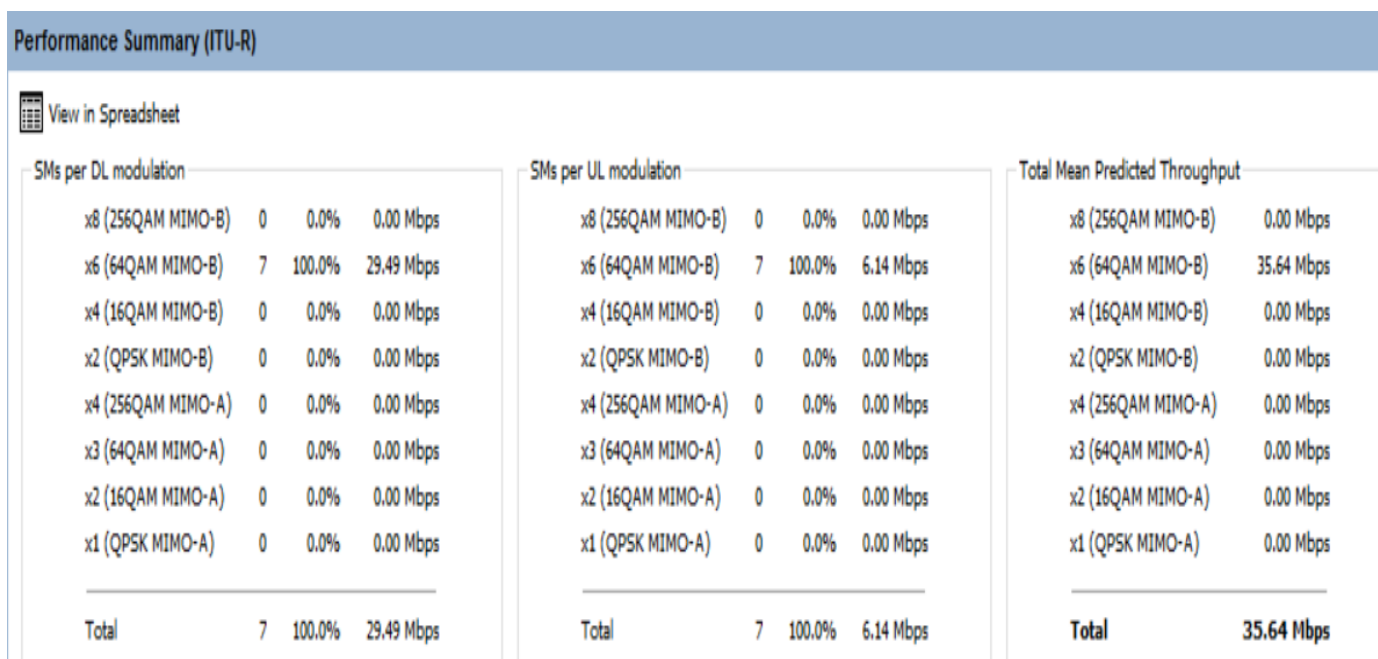 Performance Summary (ITU-R)
View in Spreadsheet
SMs per DL modulation
x8 (256QAM MIMO-B) 0 0.0% 0.00 Mbps
x6 (64QAM MIMO-B) 7 100.0% 29.49 Mbps
x4 (16QAM MIMO-B) 0 0.0% 0.00 Mbps
x2 (QPSK MIMO-B) 0 0.0% 0.00 Mbps
x4 (256QAM MIMO-A) 0 0.0% 0.00 Mbps
x3 (64QAM MIMO-A) 0 0.0% 0.00 Mbps
x2 (16QAM MIMO-A) 0 0.0% 0.00 Mbps
x1 (QPSK MIMO-A) 0 0.0% 0.00 Mbps
Total 7 100.0% 29.49 Mbps
SMs per UL modulation
x8 (256QAM MIMO-B) 0 0.0% 0.00 Mbps
x6 (64QAM MIMO-B) 7 100.0% 6.14 Mbps
x4 (16QAM MIMO-B) 0 0.0% 0.00 Mbps
x2 (QPSK MIMO-B) 0 0.0% 0.00 Mbps
x4 (256QAM MIMO-A) 0 0.0% 0.00 Mbps
x3 (64QAM MIMO-A) 0 0.0% 0.00 Mbps
x2 (16QAM MIMO-A) 0 0.0% 0.00 Mbps
x1 (QPSK MIMO-A) 0 0.0% 0.00 Mbps
Total 7 100.0% 6.14 Mbps
Total Mean Predicted Throughput
x8 (256QAM MIMO-B) 0.00 Mbps
x6 (64QAM MIMO-B) 35.64 Mbps
x4 (16QAM MIMO-B) 0.00 Mbps
x2 (QPSK MIMO-B) 0.00 Mbps
x4 (256QAM MIMO-A) 0.00 Mbps
x3 (64QAM MIMO-A) 0.00 Mbps
x2 (16QAM MIMO-A) 0.00 Mbps
x1 (QPSK MIMO-A) 0.00 Mbps
Total 35.64 Mbps